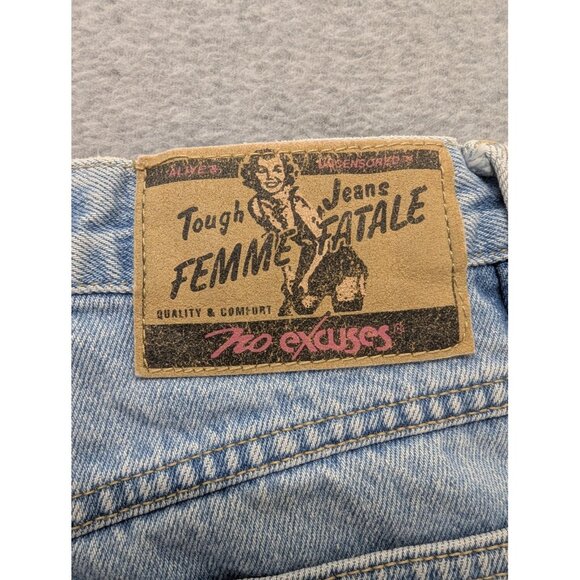 ALIVE & UNCENSORED
Tough Jeans
FEMME FATALE
QUALITY & COMFORT
No excuses